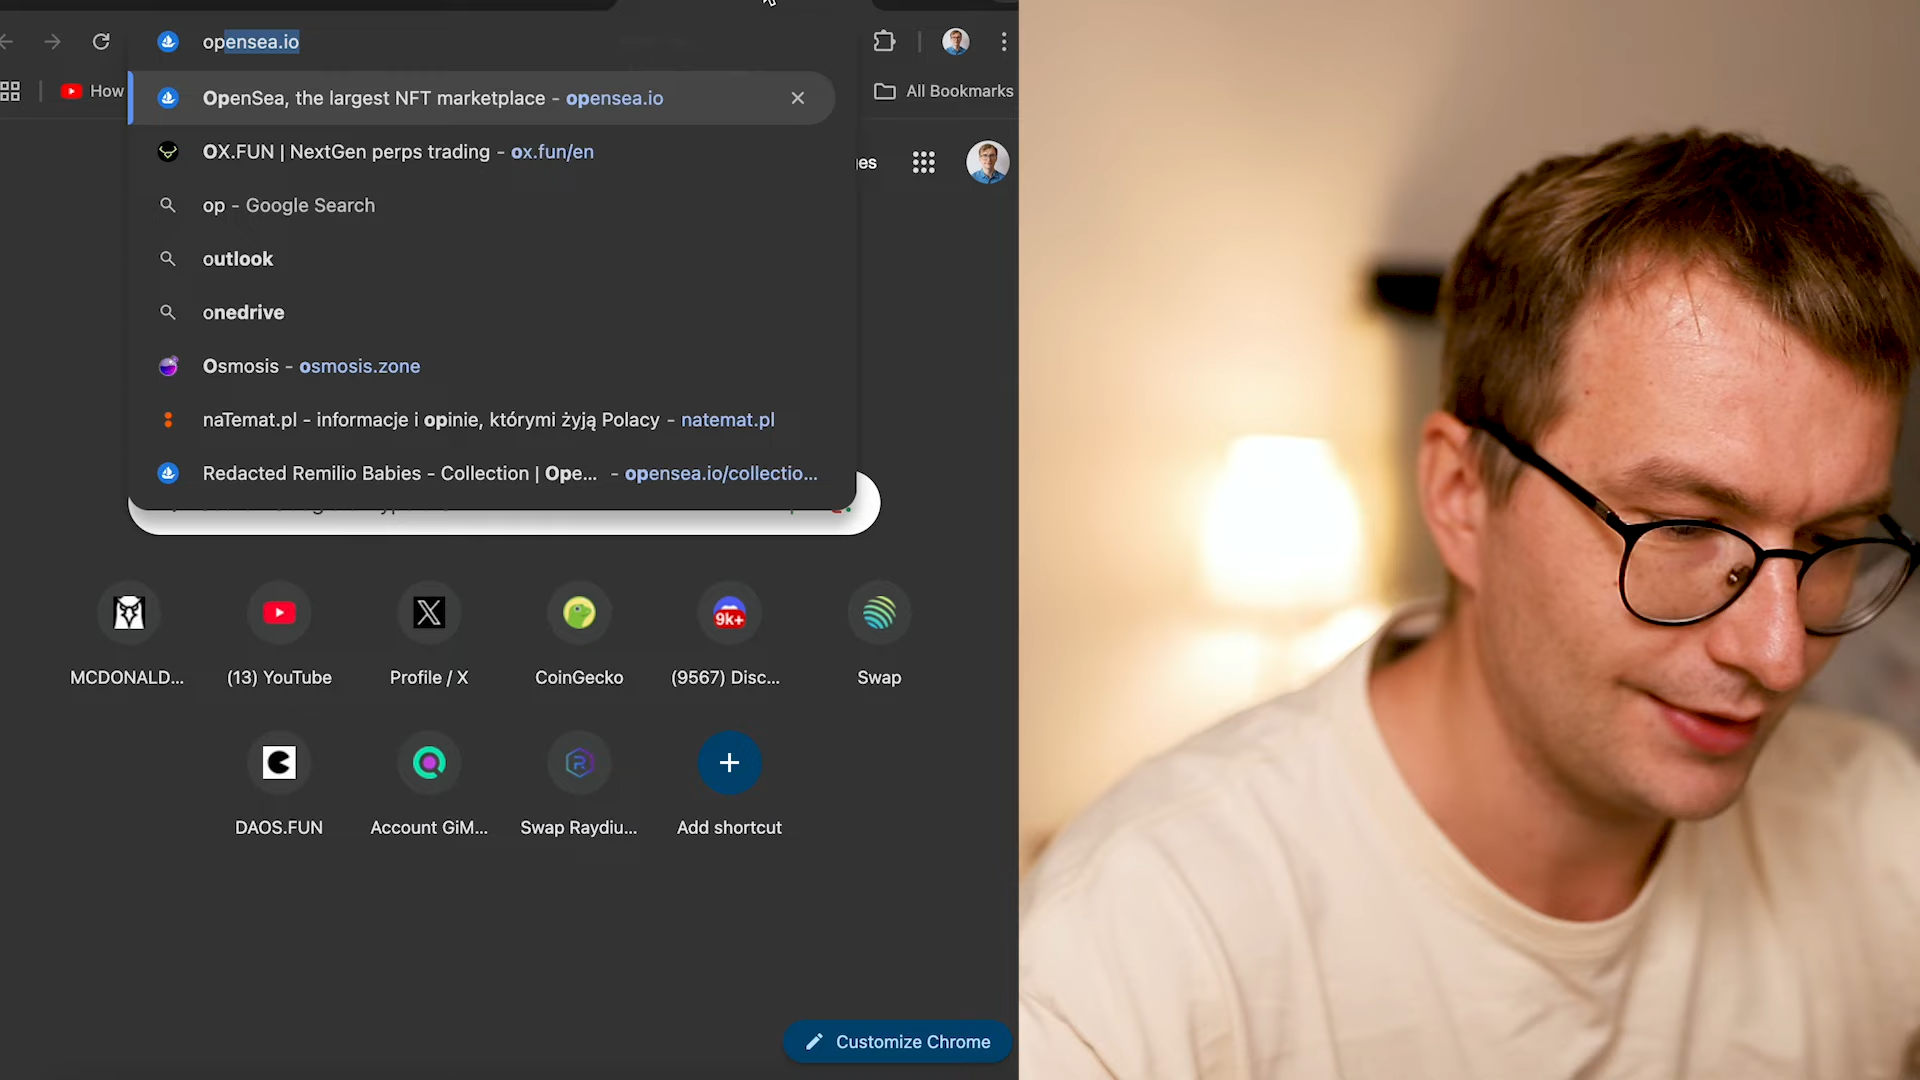 opensea.io
How
OpenSea, the largest NFT marketplace - opensea.io
All Bookmarks
OX.FUN | NextGen perps trading - ox.fun/en
es
op - Google Search
outlook
onedrive
Osmosis - osmosis.zone
naTemat.pl - informacje i opinie, którymi żyją Polacy - natemat.pl
Redacted Remilio Babies - Collection | Ope... - opensea.io/collectio...
9k+
MCDONALD...
(13) YouTube
Profile / X
CoinGecko
(9567) Disc...
Swap
DAOS.FUN
Account GiM...
Swap Raydiu...
Add shortcut
Customize Chrome